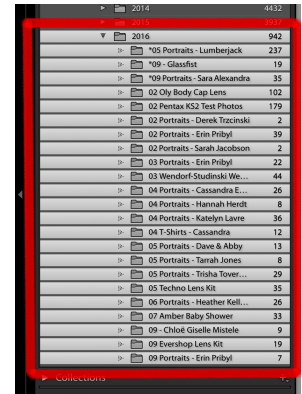 2014 4432
2015 3937
2016 942
*05 Portraits - Lumberjack 237
*09 - Glassfist 19
*09 Portraits - Sara Alexandra 35
02 Oly Body Cap Lens 102
02 Pentax KS2 Test Photos 179
02 Portraits - Derek Trzcinski 2
02 Portraits - Erin Pribyl 39
02 Portraits - Sarah Jacobson 2
03 Portraits - Erin Pribyl 22
03 Wendorf-Studinski We... 44
04 Portraits - Cassandra E... 26
04 Portraits - Hannah Herdt 8
04 Portraits - Katelyn Lavre 36
04 T-Shirts - Cassandra 12
05 Portraits - Dave & Abby 13
05 Portraits - Tarrah Jones 8
05 Portraits - Trisha Tover... 29
05 Techno Lens Kit 35
06 Portraits - Heather Kell... 26
07 Amber Baby Shower 33
09 - Chloé Giselle Mistele 9
09 Evershop Lens Kit 19
09 Portraits - Erin Pribyl 7
Collections +